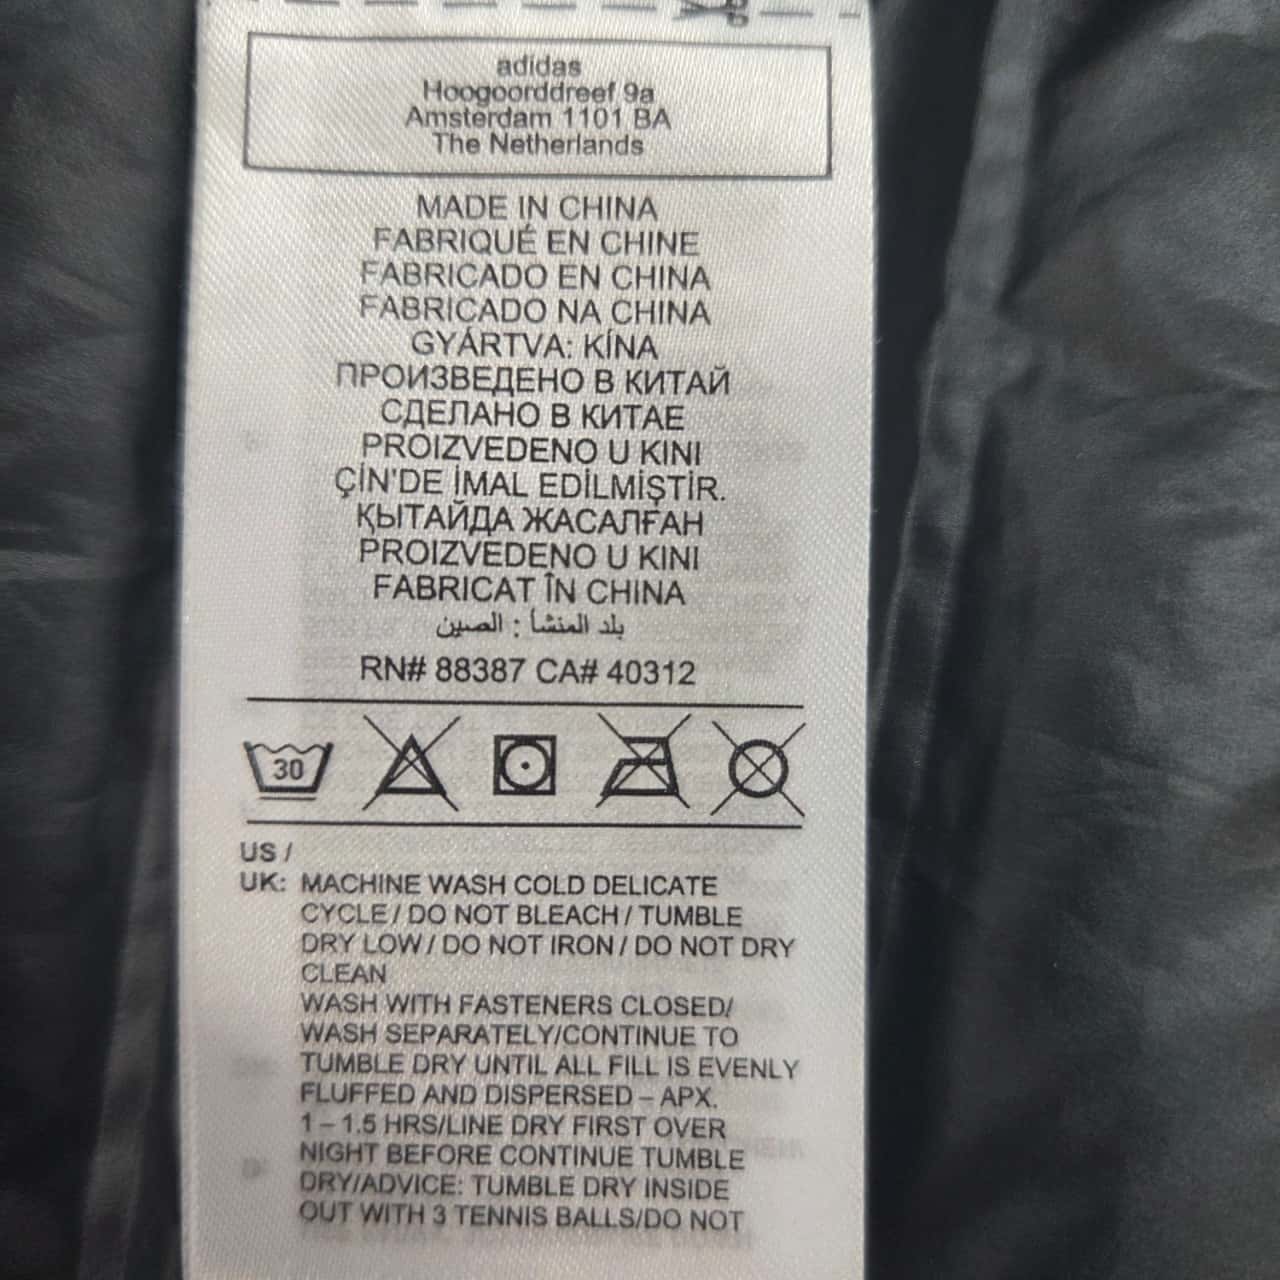 adidas
Hoogoorddreef 9a
Amsterdam 1101 BA
The Netherlands
MADE IN CHINA
FABRIQUÉ EN CHINE
FABRICADO EN CHINA
FABRICADO NA CHINA
GYÁRTVA: KÍNA
ПРОИЗВЕДЕНО В КИТАЙ
СДЕЛАНО В КИТАЕ
PROIZVEDENO U KINI
ÇİN'DE İMAL EDİLMİŞTİR.
ҚЫТАЙДА ЖАСАЛҒАН
PROIZVEDENO U KINI
FABRICAT ÎN CHINA
بلد المنشأ : الصين
RN# 88387 CA# 40312
30
US /
UK: MACHINE WASH COLD DELICATE
CYCLE / DO NOT BLEACH / TUMBLE
DRY LOW / DO NOT IRON / DO NOT DRY
CLEAN
WASH WITH FASTENERS CLOSED/
WASH SEPARATELY/CONTINUE TO
TUMBLE DRY UNTIL ALL FILL IS EVENLY
FLUFFED AND DISPERSED – APX.
1 – 1.5 HRS/LINE DRY FIRST OVER
NIGHT BEFORE CONTINUE TUMBLE
DRY/ADVICE: TUMBLE DRY INSIDE
OUT WITH 3 TENNIS BALLS/DO NOT